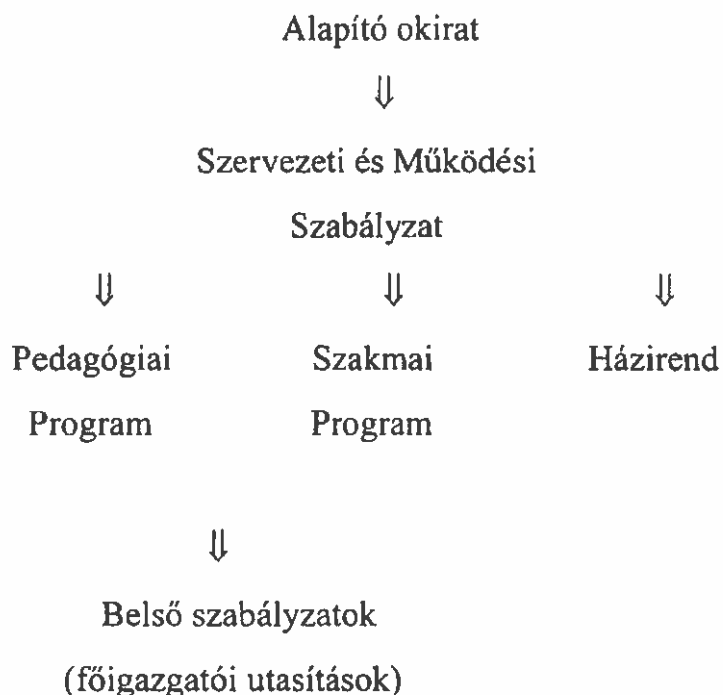 Alapító okirat
⇓
Szervezeti és Működési
Szabályzat
⇓ ⇓ ⇓
Pedagógiai Szakmai Házirend
Program Program
⇓
Belső szabályzatok
(főigazgatói utasítások)